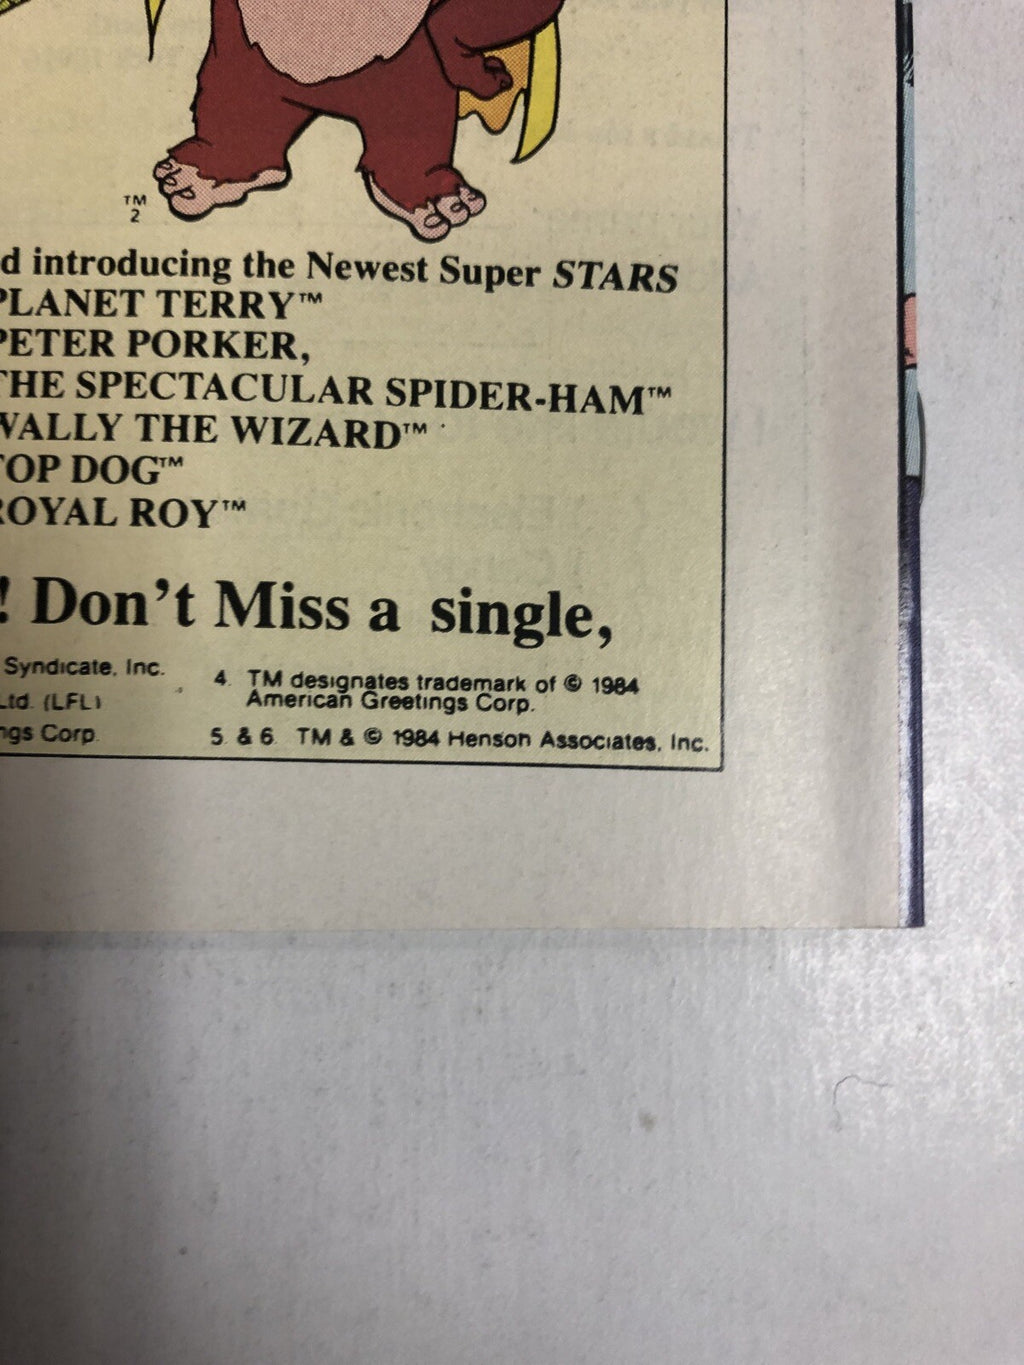 TM
2
d introducing the Newest Super STARS
PLANET TERRY™
PETER PORKER,
THE SPECTACULAR SPIDER-HAM™
WALLY THE WIZARD™
TOP DOG™
ROYAL ROY™
! Don't Miss a single,
Syndicate, Inc.
Ltd. (LFL)
ngs Corp.
4. TM designates trademark of © 1984
American Greetings Corp.
5. & 6. TM & © 1984 Henson Associates, Inc.